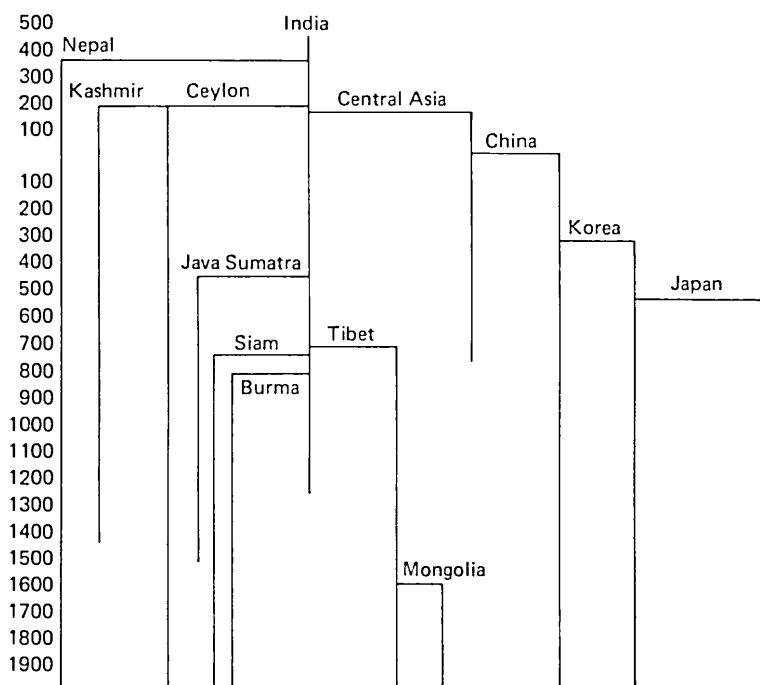 500
India
400
Nepal
300
Kashmir
Ceylon
200
Central Asia
100
China
100
200
300
Korea
400
Java Sumatra
500
Japan
600
700
Siam
Tibet
800
Burma
900
1000
1100
1200
1300
1400
1500
Mongolia
1600
1700
1800
1900